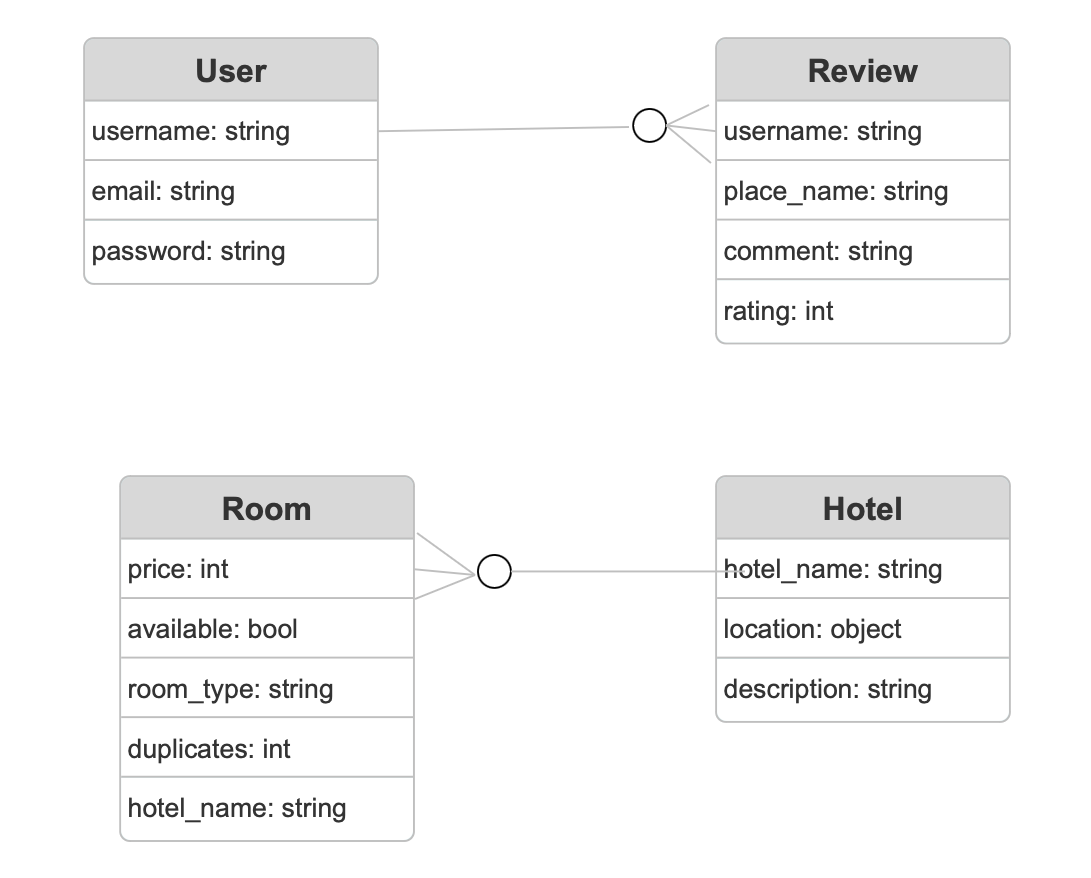 User
username: string
email: string
password: string
Review
username: string
place_name: string
comment: string
rating: int
Room
price: int
available: bool
room_type: string
duplicates: int
hotel_name: string
Hotel
hotel_name: string
location: object
description: string